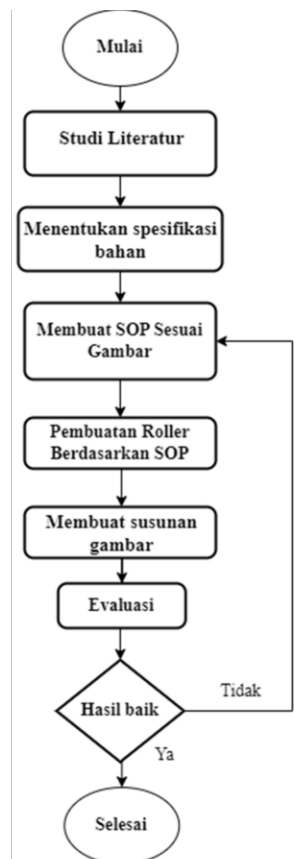 Mulai
Studi Literatur
Menentukan spesifikasi
bahan
Membuat SOP Sesuai
Gambar
Pembuatan Roller
Berdasarkan SOP
Membuat susunan
gambar
Evaluasi
Hasil baik
Tidak
Ya
Selesai